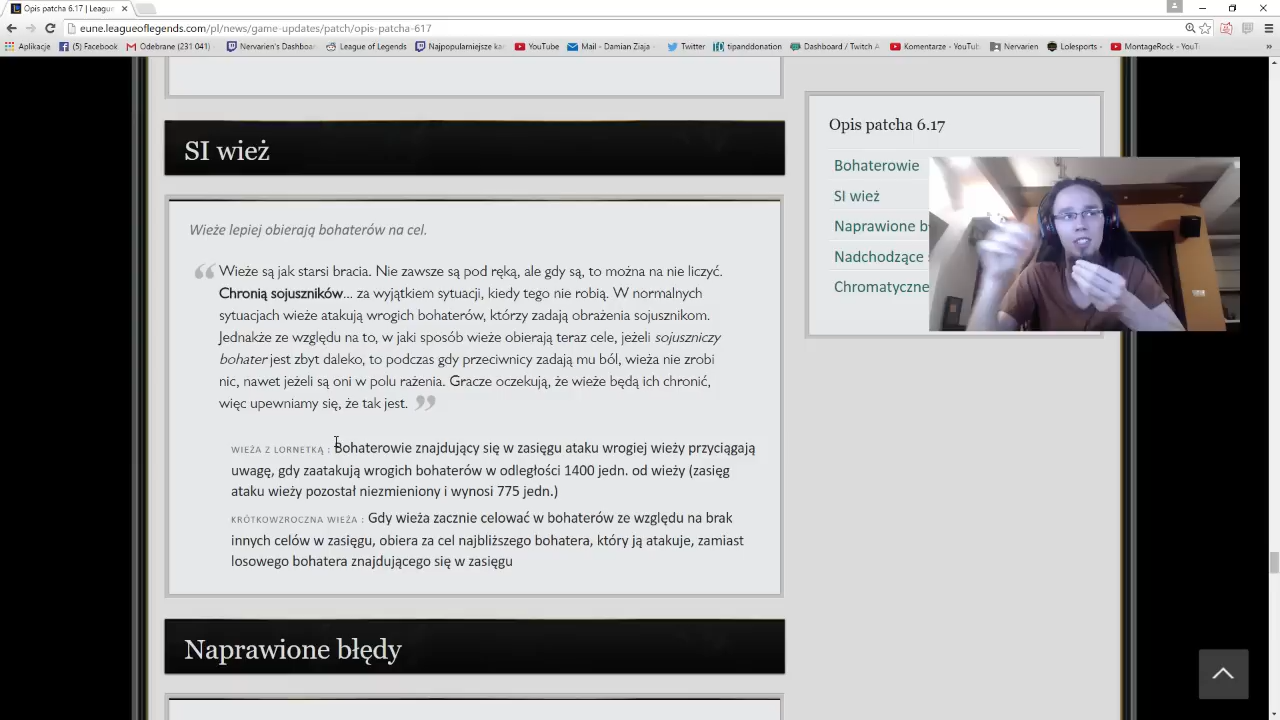 Opis patcha 6.17 | Leagu
eune.leagueoflegends.com/pl/news/game-updates/patch/opis-patcha-617
Aplikacje (5) Facebook Odebrane (231 041) Nervarien's Dashbo League of Legends Najpopularniejsze ka YouTube Mail - Damian Ziaja Twitter tipanddonation Dashboard / Twitch Komentarze - YouTu Nervarien Lolesports MontageRock - YouT »
SI wież
Wieże lepiej obierają bohaterów na cel.
“ Wieże są jak starsi bracia. Nie zawsze są pod ręką, ale gdy są, to można na nie liczyć.
Chronią sojuszników... za wyjątkiem sytuacji, kiedy tego nie robią. W normalnych
sytuacjach wieże atakują wrogich bohaterów, którzy zadają obrażenia sojusznikom.
Jednakże ze względu na to, w jaki sposób wieże obierają teraz cele, jeżeli sojuszniczy
bohater jest zbyt daleko, to podczas gdy przeciwnicy zadają mu ból, wieża nie zrobi
nic, nawet jeżeli są oni w polu rażenia. Gracze oczekują, że wieże będą ich chronić,
więc upewniamy się, że tak jest. ”
WIEŻA Z LORNETKĄ : Bohaterowie znajdujący się w zasięgu ataku wrogiej wieży przyciągają
uwagę, gdy zaatakują wrogich bohaterów w odległości 1400 jedn. od wieży (zasięg
ataku wieży pozostał niezmieniony i wynosi 775 jedn.)
KRÓTKOWZROCZNA WIEŻA : Gdy wieża zacznie celować w bohaterów ze względu na brak
innych celów w zasięgu, obiera za cel najbliższego bohatera, który ją atakuje, zamiast
losowego bohatera znajdującego się w zasięgu
Naprawione błędy
Opis patcha 6.17
Bohaterowie
SI wież
Naprawione b
Nadchodzące
Chromatyczne